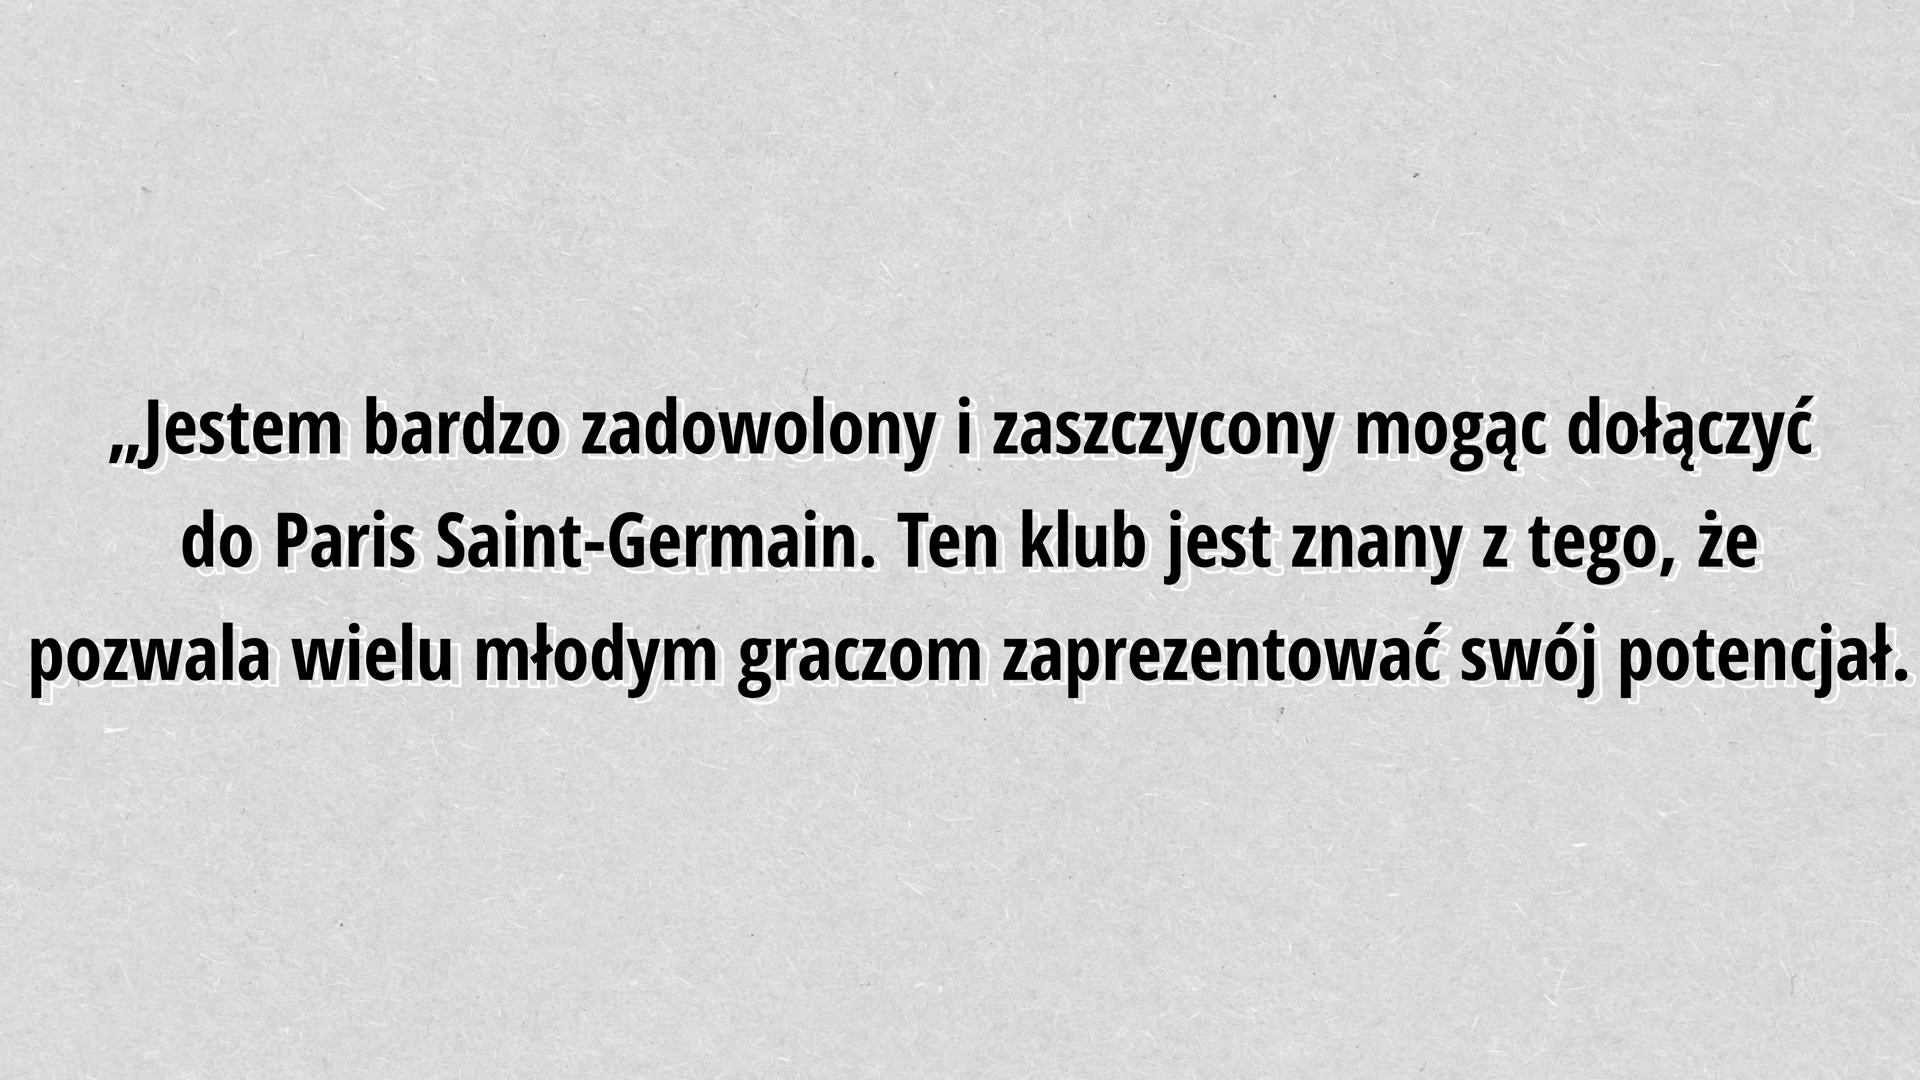 „Jestem bardzo zadowolony i zaszczycony mogąc dołączyć
do Paris Saint-Germain. Ten klub jest znany z tego, że
pozwala wielu młodym graczom zaprezentować swój potencjał.